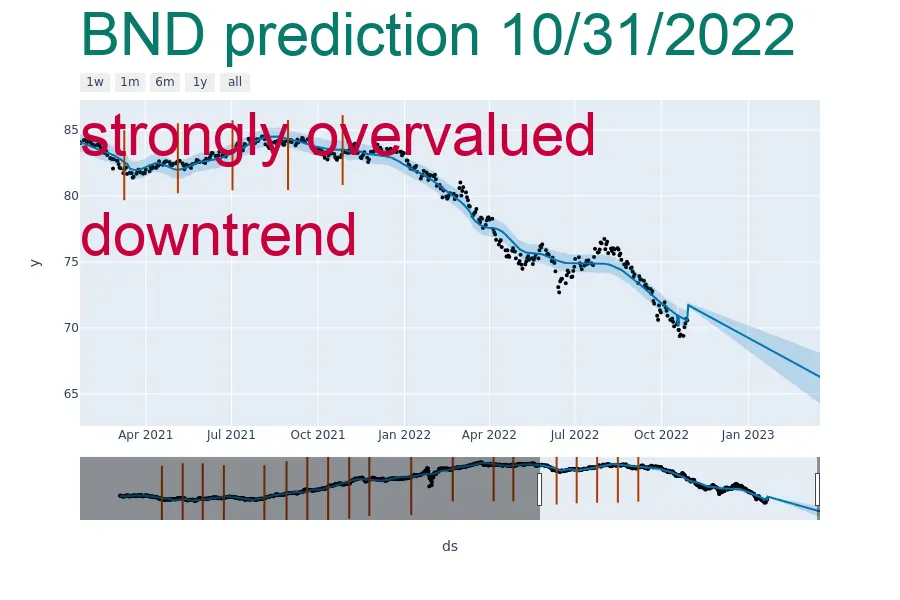 BND prediction 10/31/2022
1w 1m 6m 1y all
strongly overvalued
downtrend
85
80
75
70
65
y
Apr 2021 Jul 2021 Oct 2021 Jan 2022 Apr 2022 Jul 2022 Oct 2022 Jan 2023
ds